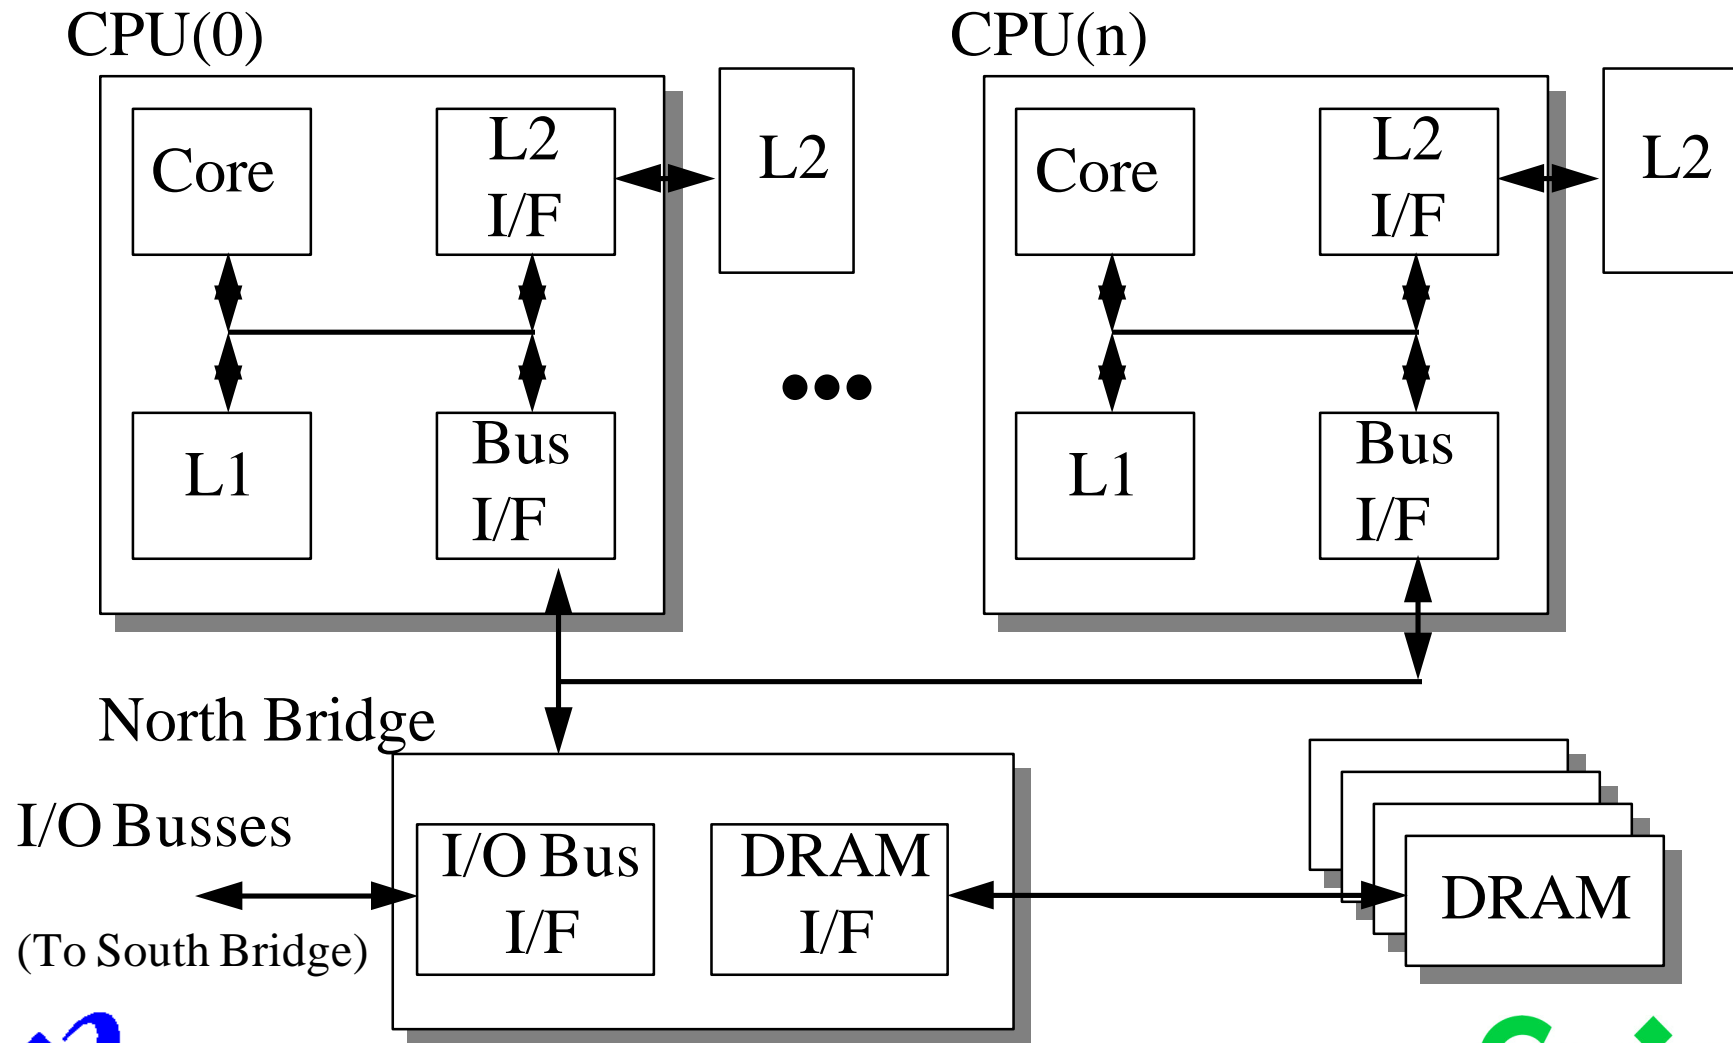 CPU(0)
CPU(n)
Core
L2
I/F
L2
L1
Bus
I/F
Core
L2
I/F
L2
L1
Bus
I/F
North Bridge
I/O Busses
(To South Bridge)
I/O Bus
I/F
DRAM
I/F
DRAM